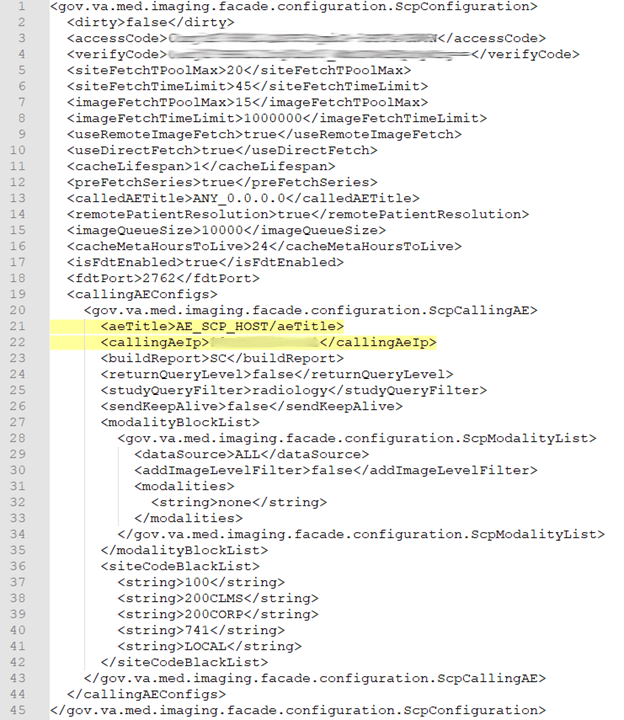 1 <gov.va.med.imaging.facade.configuration.ScpConfiguration>
2 <dirty>false</dirty>
3 <accessCode></accessCode>
4 <verifyCode></verifyCode>
5 <siteFetchTPoolMax>20</siteFetchTPoolMax>
6 <siteFetchTimeLimit>45</siteFetchTimeLimit>
7 <imageFetchTPoolMax>15</imageFetchTPoolMax>
8 <imageFetchTimeLimit>1000000</imageFetchTimeLimit>
9 <useRemoteImageFetch>true</useRemoteImageFetch>
10 <useDirectFetch>true</useDirectFetch>
11 <cacheLifespan>1</cacheLifespan>
12 <preFetchSeries>true</preFetchSeries>
13 <calledAETitle>ANY_0.0.0.0</calledAETitle>
14 <remotePatientResolution>true</remotePatientResolution>
15 <imageQueueSize>10000</imageQueueSize>
16 <cacheMetaHoursToLive>24</cacheMetaHoursToLive>
17 <isFdtEnabled>true</isFdtEnabled>
18 <fdtPort>2762</fdtPort>
19 <callingAEConfigs>
20 <gov.va.med.imaging.facade.configuration.ScpCallingAE>
21 <aeTitle>AE_SCP_HOST/aeTitle>
22 <callingAeIp></callingAeIp>
23 <buildReport>SC</buildReport>
24 <returnQueryLevel>false</returnQueryLevel>
25 <studyQueryFilter>radiology</studyQueryFilter>
26 <sendKeepAlive>false</sendKeepAlive>
27 <modalityBlockList>
28 <gov.va.med.imaging.facade.configuration.ScpModalityList>
29 <dataSource>ALL</dataSource>
30 <addImageLevelFilter>false</addImageLevelFilter>
31 <modalities>
32 <string>none</string>
33 </modalities>
34 </gov.va.med.imaging.facade.configuration.ScpModalityList>
35 </modalityBlockList>
36 <siteCodeBlackList>
37 <string>100</string>
38 <string>200CLMS</string>
39 <string>200CORP</string>
40 <string>741</string>
41 <string>LOCAL</string>
42 </siteCodeBlackList>
43 </gov.va.med.imaging.facade.configuration.ScpCallingAE>
44 </callingAEConfigs>
45 </gov.va.med.imaging.facade.configuration.ScpConfiguration>